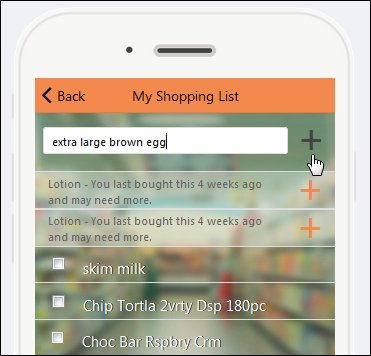 Back
My Shopping List
extra large brown egg
Lotion - You last bought this 4 weeks ago
and may need more.
Lotion - You last bought this 4 weeks ago
and may need more.
skim milk
Chip Tortla 2vrty Dsp 180pc
Choc Bar Rspbry Crm